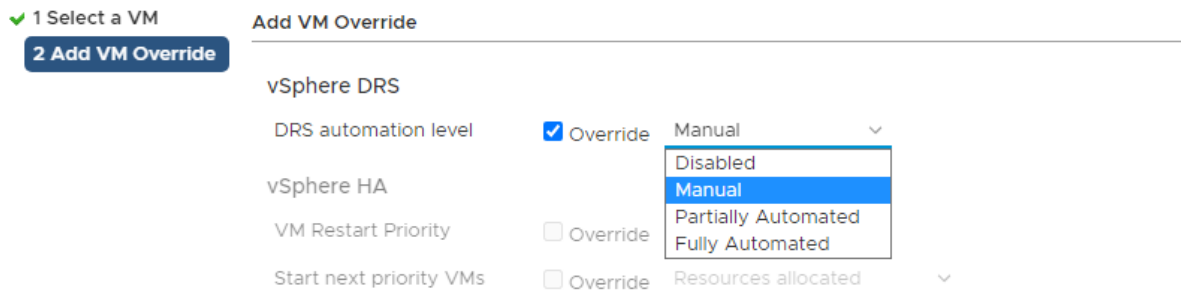 1 Select a VM
2 Add VM Override
Add VM Override
vSphere DRS
DRS automation level Override Manual
Disabled
Manual
Partially Automated
Fully Automated
vSphere HA
VM Restart Priority Override
Start next priority VMs Override Resources allocated